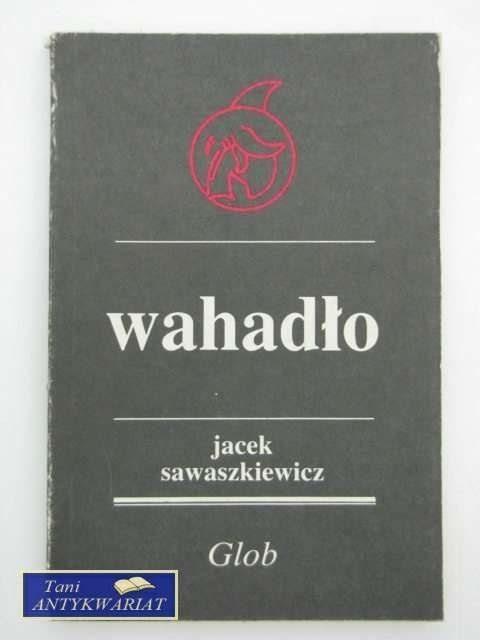 wahadło
jacek
sawaszkiewicz
Glob
Tani
ANTYKWARIAT